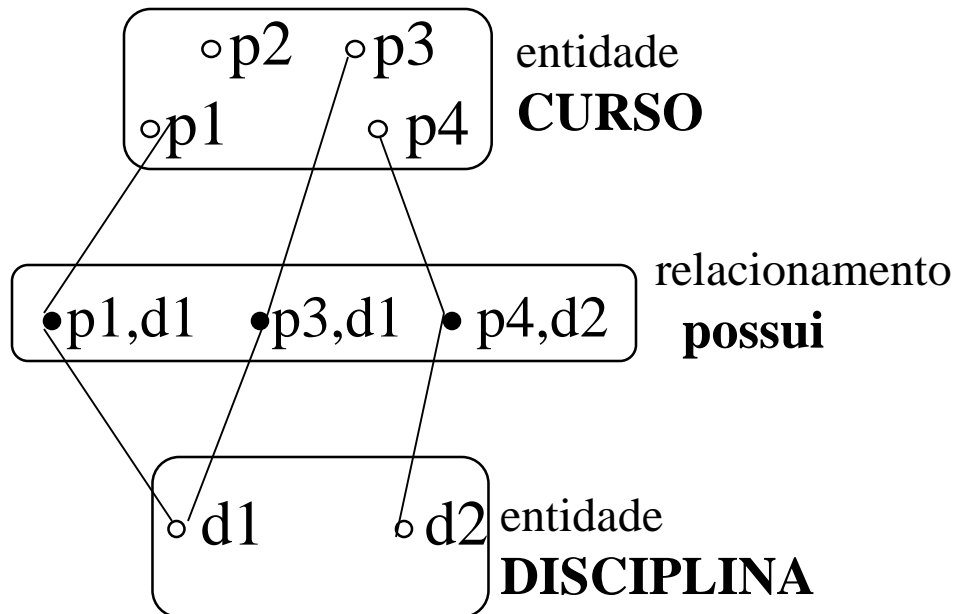 p2 p3
p1 p4
entidade
CURSO
p1,d1 p3,d1 p4,d2
relacionamento
possui
d1 d2
entidade
DISCIPLINA